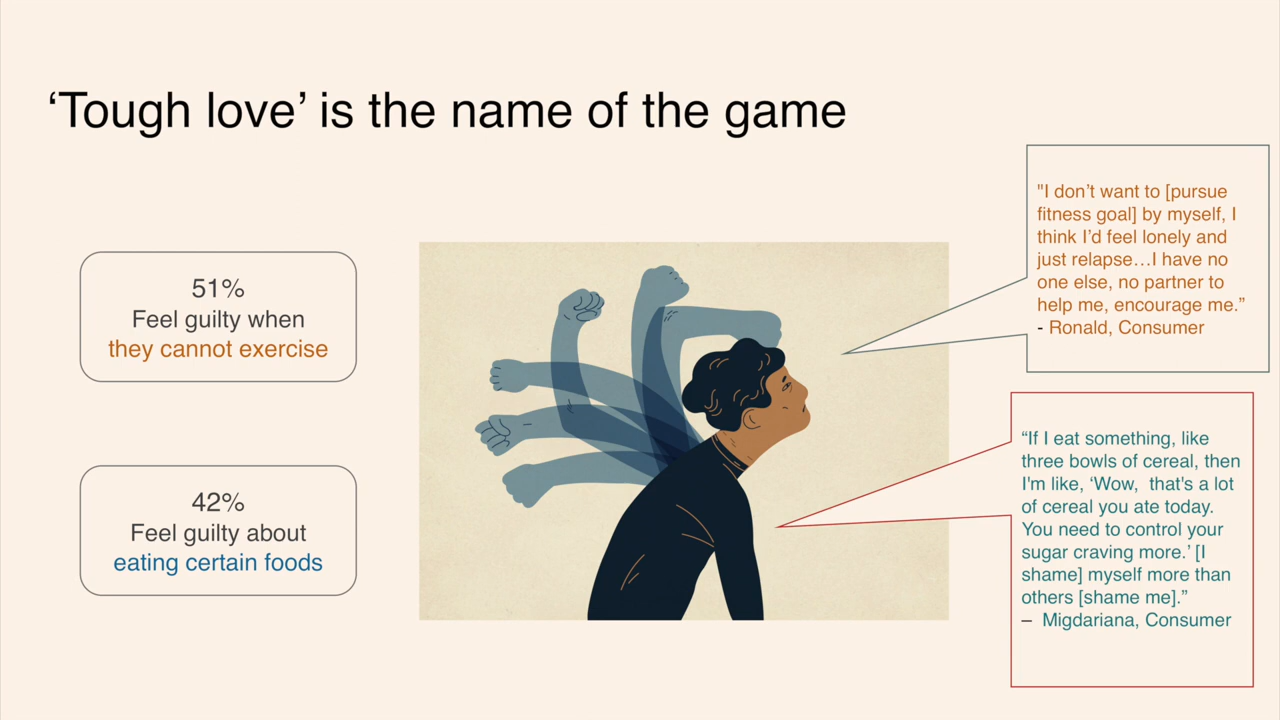 ‘Tough love’ is the name of the game
51%
Feel guilty when
they cannot exercise
42%
Feel guilty about
eating certain foods
"I don’t want to [pursue
fitness goal] by myself, I
think I’d feel lonely and
just relapse…I have no
one else, no partner to
help me, encourage me.”
- Ronald, Consumer
“If I eat something, like
three bowls of cereal, then
I'm like, ‘Wow,  that's a lot
of cereal you ate today.
You need to control your
sugar craving more.’ [I
shame] myself more than
others [shame me].”
–  Migdariana, Consumer